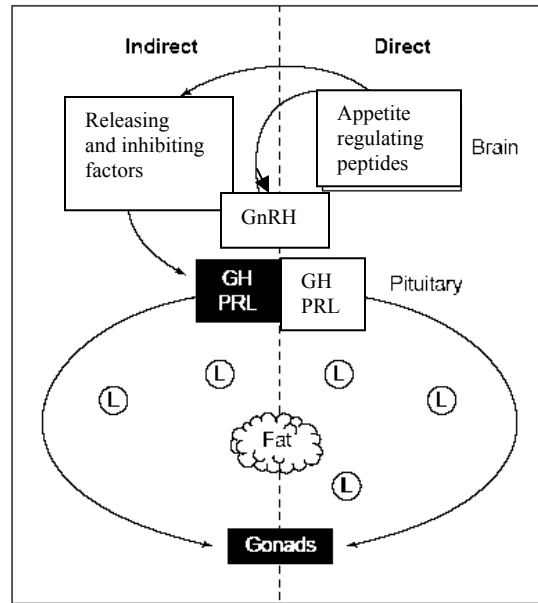 Indirect
Direct
Releasing
and inhibiting
factors
Appetite
regulating
peptides
Brain
GnRH
GH
PRL
GH
PRL
Pituitary
L
L
L
L
Fat
L
Gonads